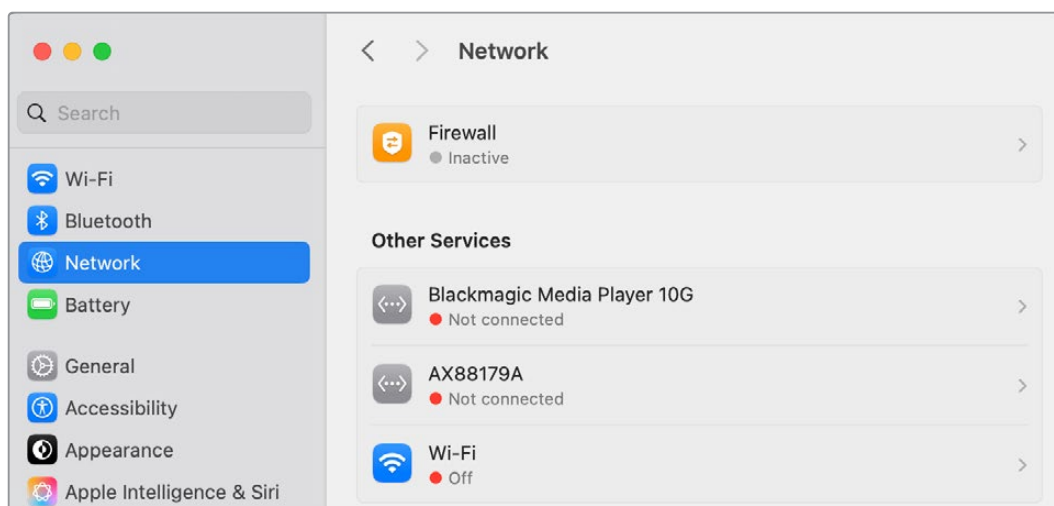 Search
Wi-Fi
Bluetooth
Network
Battery
General
Accessibility
Appearance
Apple Intelligence & Siri
Network
Firewall
Inactive
Other Services
Blackmagic Media Player 10G
Not connected
AX88179A
Not connected
Wi-Fi
Off